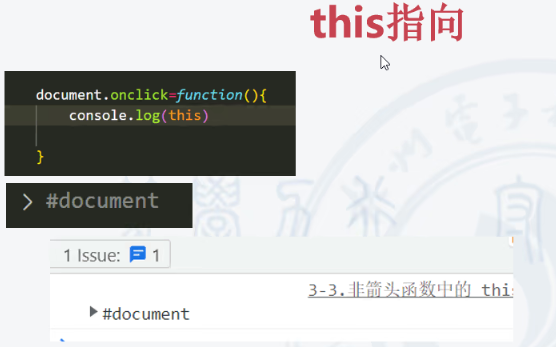 this指向
document.onclick=function(){
console.log(this)
}
> #document
1 Issue: 1
3-3.非箭头函数中的 this
#document